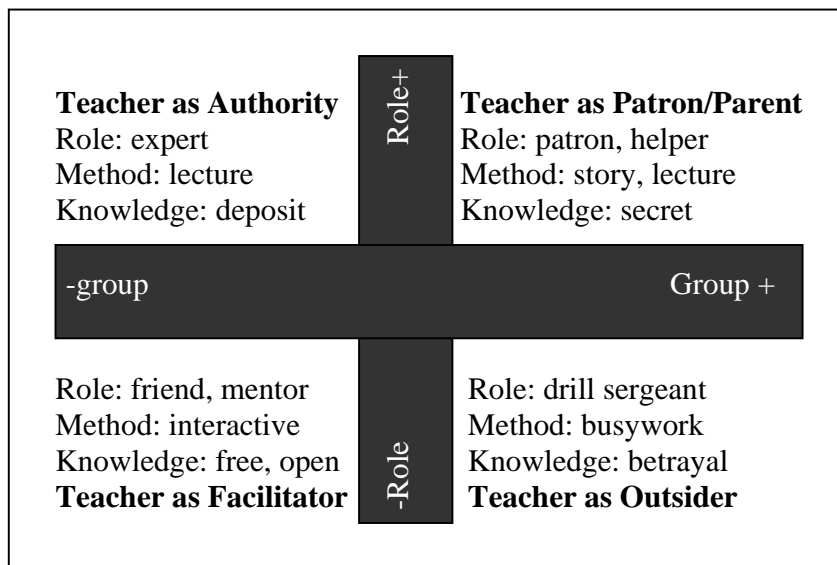 Teacher as Authority
Role: expert
Method: lecture
Knowledge: deposit
Role+
Teacher as Patron/Parent
Role: patron, helper
Method: story, lecture
Knowledge: secret
-group
Group +
Role: friend, mentor
Method: interactive
Knowledge: free, open
Teacher as Facilitator
-Role
Role: drill sergeant
Method: busywork
Knowledge: betrayal
Teacher as Outsider